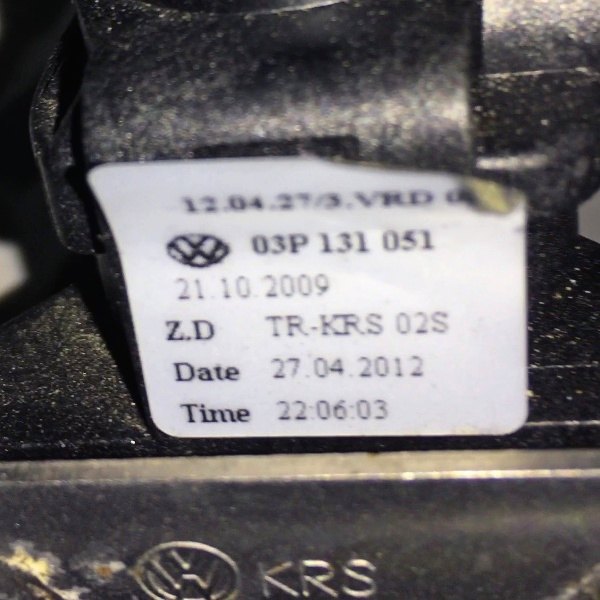 12.04.27/3.VRD
03P 131 051
21.10.2009
Z.D TR-KRS 02S
Date 27.04.2012
Time 22:06:03
KRS